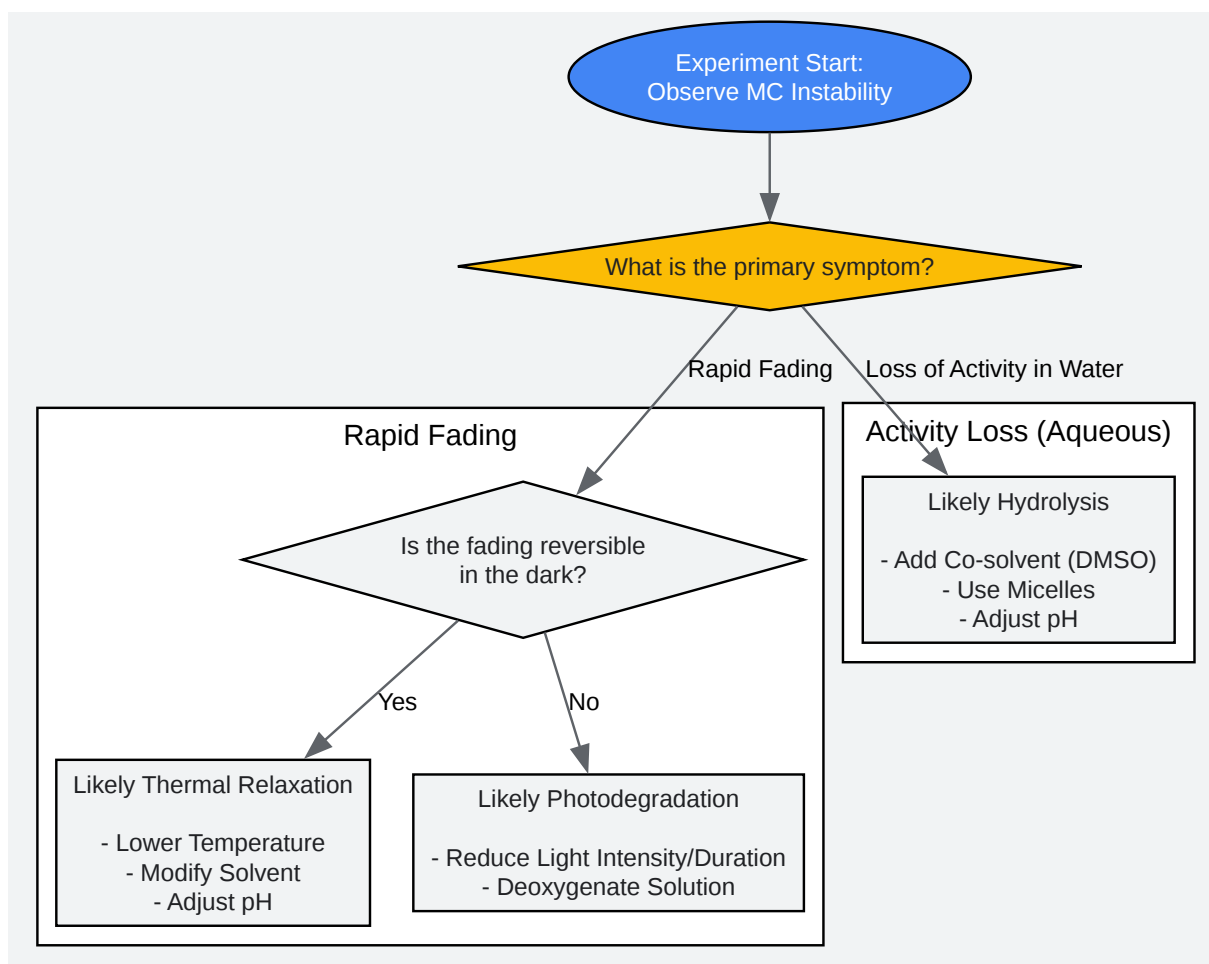 Experiment Start:
Observe MC Instability
What is the primary symptom?
Rapid Fading
Loss of Activity in Water
Rapid Fading
Activity Loss (Aqueous)
Is the fading reversible
in the dark?
Likely Hydrolysis
- Add Co-solvent (DMSO)
- Use Micelles
- Adjust pH
Yes
No
Likely Thermal Relaxation
- Lower Temperature
- Modify Solvent
- Adjust pH
Likely Photodegradation
- Reduce Light Intensity/Duration
- Deoxygenate Solution